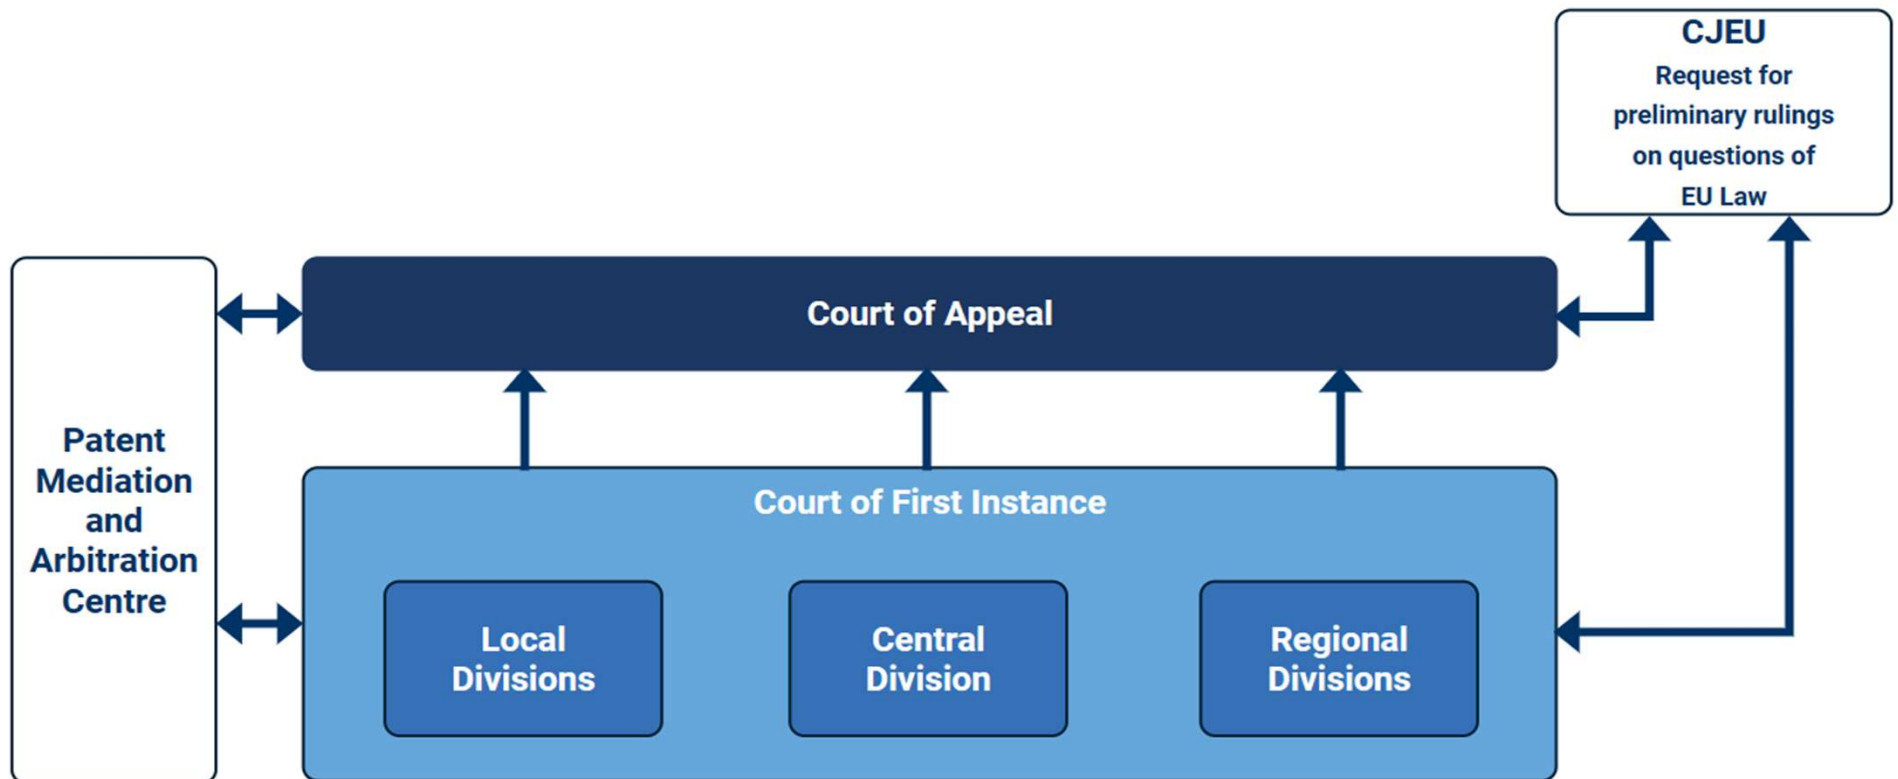 CJEU
Request for
preliminary rulings
on questions of
EU Law
Court of Appeal
Patent
Mediation
and
Arbitration
Centre
Court of First Instance
Local
Divisions
Central
Division
Regional
Divisions